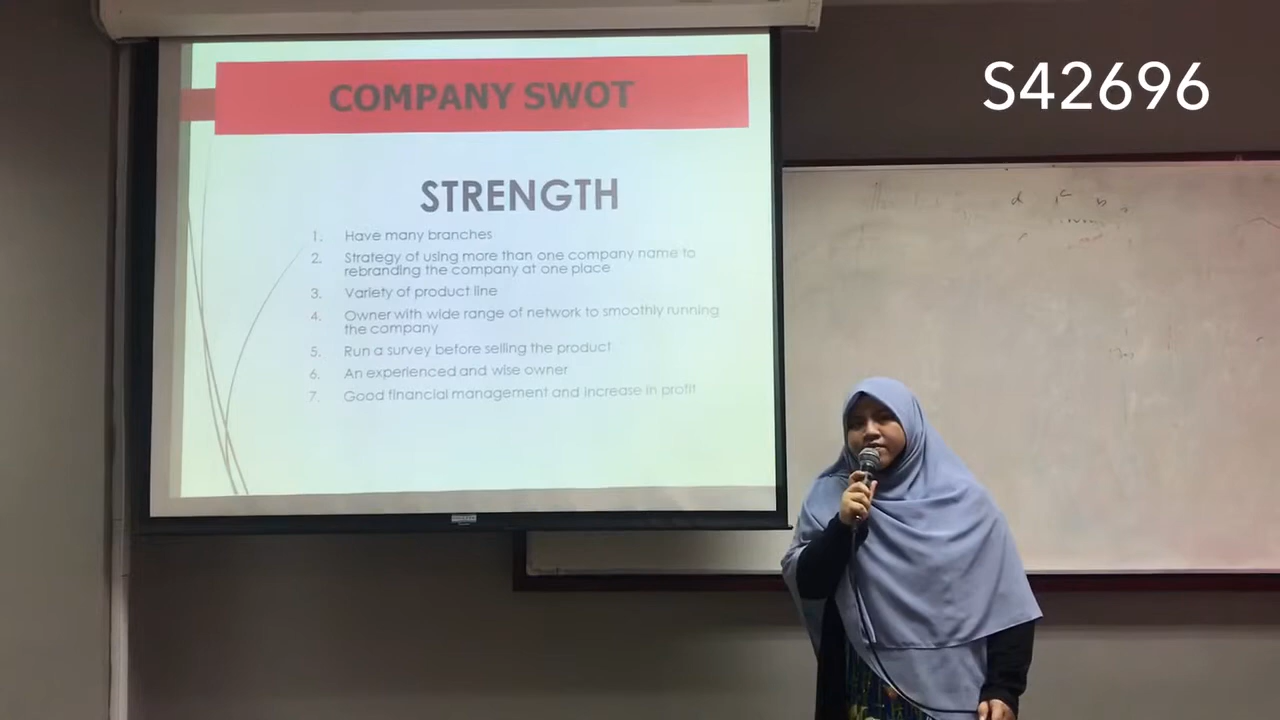 S42696
COMPANY SWOT
STRENGTH
1. Have many branches
2. Strategy of using more than one company name to
rebranding the company at one place
3. Variety of product line
4. Owner with wide range of network to smoothly running
the company
5. Run a survey before selling the product
6. An experienced and wise owner
7. Good financial management and increase in profit